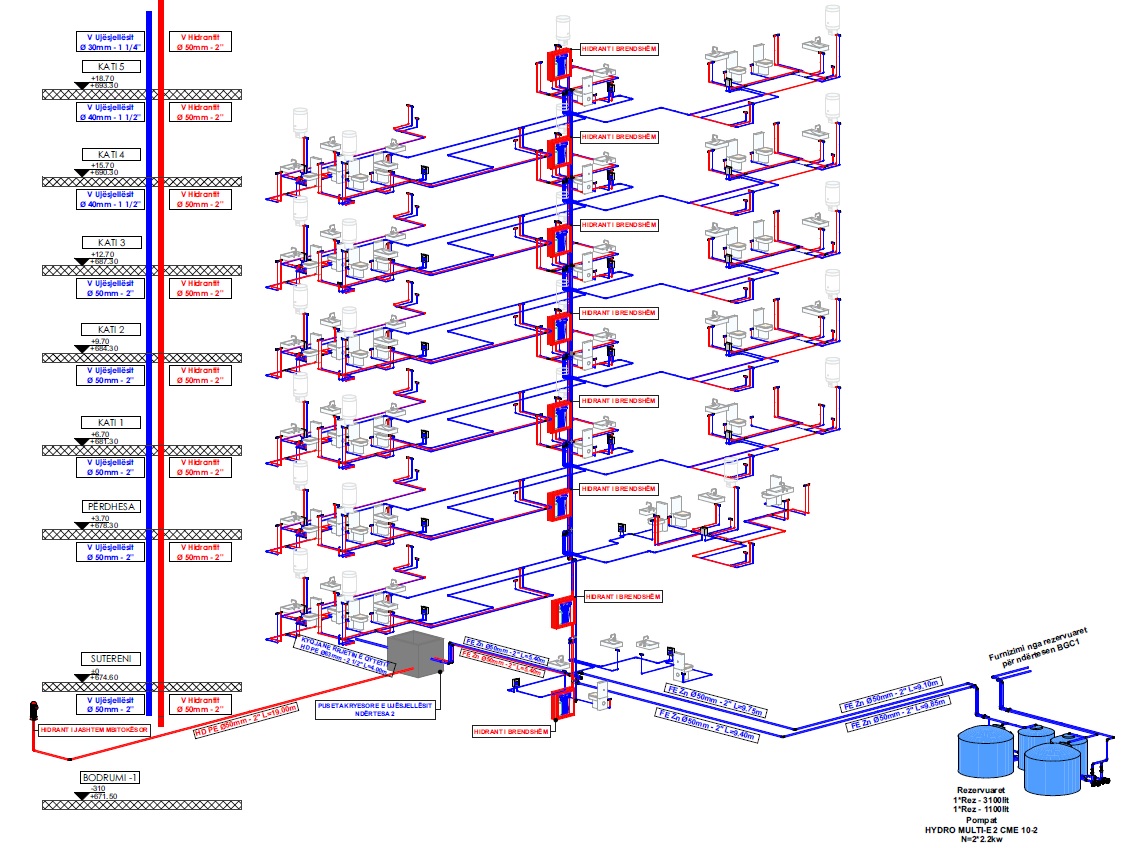 V Ujësjellësit
Ø 30mm - 1 1/4"
V Hidrantit
Ø 50mm - 2"
KATI 5
+18.70
+693.30
V Ujësjellësit
Ø 40mm - 1 1/2"
V Hidrantit
Ø 50mm - 2"
KATI 4
+15.70
+690.30
V Ujësjellësit
Ø 40mm - 1 1/2"
V Hidrantit
Ø 50mm - 2"
KATI 3
+12.70
+687.30
V Ujësjellësit
Ø 50mm - 2"
V Hidrantit
Ø 50mm - 2"
KATI 2
+9.70
+684.30
V Ujësjellësit
Ø 50mm - 2"
V Hidrantit
Ø 50mm - 2"
KATI 1
+6.70
+681.30
V Ujësjellësit
Ø 50mm - 2"
V Hidrantit
Ø 50mm - 2"
PËRDHESA
+3.70
+678.30
V Ujësjellësit
Ø 50mm - 2"
V Hidrantit
Ø 50mm - 2"
SUTERENI
±0
+674.60
V Ujësjellësit
Ø 50mm - 2"
V Hidrantit
Ø 50mm - 2"
HIDRANT I JASHTEM MBITOKËSOR
BODRUMI -1
-310
+671.50
HIDRANT I BRENDSHËM
HIDRANT I BRENDSHËM
HIDRANT I BRENDSHËM
HIDRANT I BRENDSHËM
HIDRANT I BRENDSHËM
HIDRANT I BRENDSHËM
HIDRANT I BRENDSHËM
HIDRANT I BRENDSHËM
HD PE Ø50mm - 2" L=19.00m
HD PE Ø63mm - 2 1/2" L=4.00m
PUSETA KRYESORE E UJËSJELLËSIT
NDËRTESA 2
FE Zn Ø50mm - 2" L=5.40m
FE Zn Ø50mm - 2" L=5.40m
FE Zn Ø50mm - 2" L=9.75m
FE Zn Ø50mm - 2" L=9.40m
FE Zn Ø50mm - 2" L=9.10m
FE Zn Ø50mm - 2" L=9.85m
Furnizimi nga rezervuaret
për ndërtesen BGC1
Rezervuaret
1*Rez - 3100lit
1*Rez - 1100lit
Pompat
HYDRO MULTI-E 2 CME 10-2
N=2*2.2kw